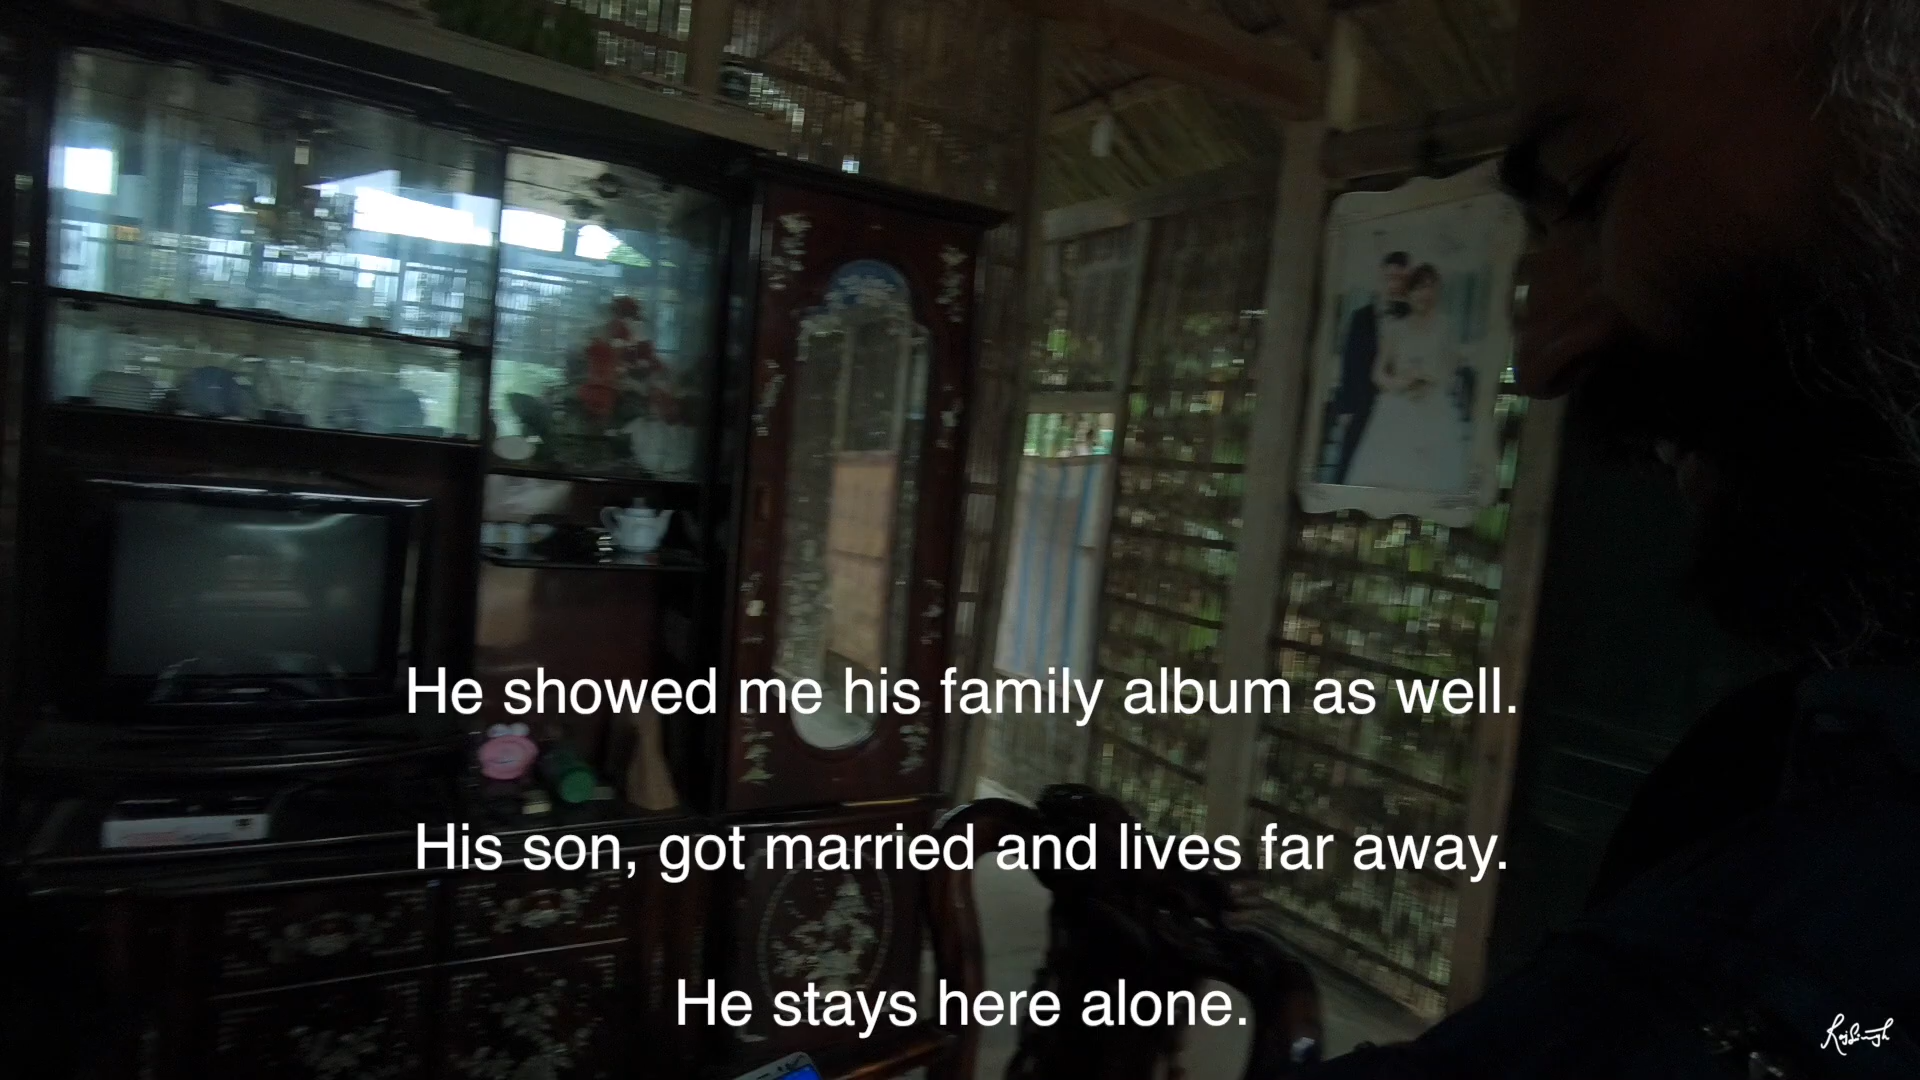 He showed me his family album as well.
His son, got married and lives far away.
He stays here alone.
RajSingh